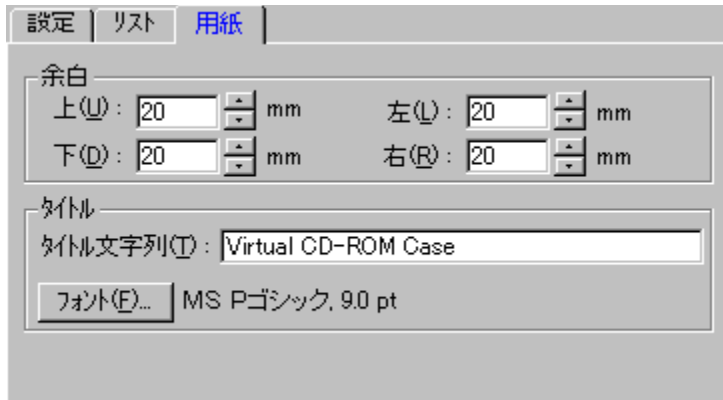 設定 リスト 用紙
余白
上(U): 20 mm 左(L): 20 mm
下(D): 20 mm 右(R): 20 mm
タイトル
タイトル文字列(T): Virtual CD-ROM Case
フォント(F)... MS Pゴシック, 9.0 pt